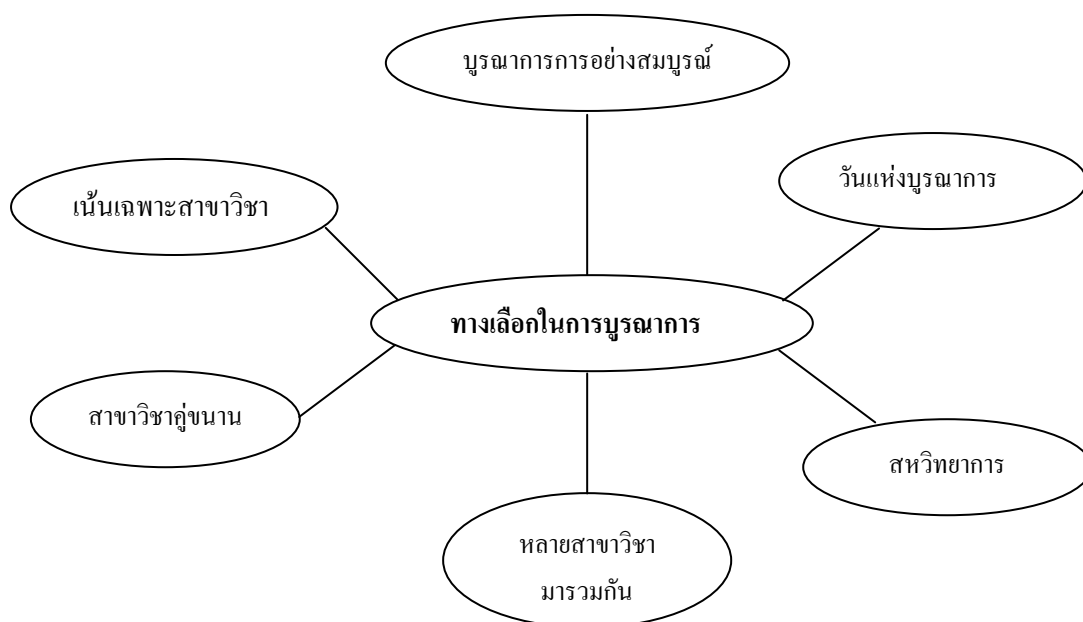 บูรณาการการอย่างสมบูรณ์
วันแห่งบูรณาการ
เน้นเฉพาะสาขาวิชา
ทางเลือกในการบูรณาการ
สาขาวิชาคู่ขนาน
สหวิทยาการ
หลายสาขาวิชา
มารวมกัน